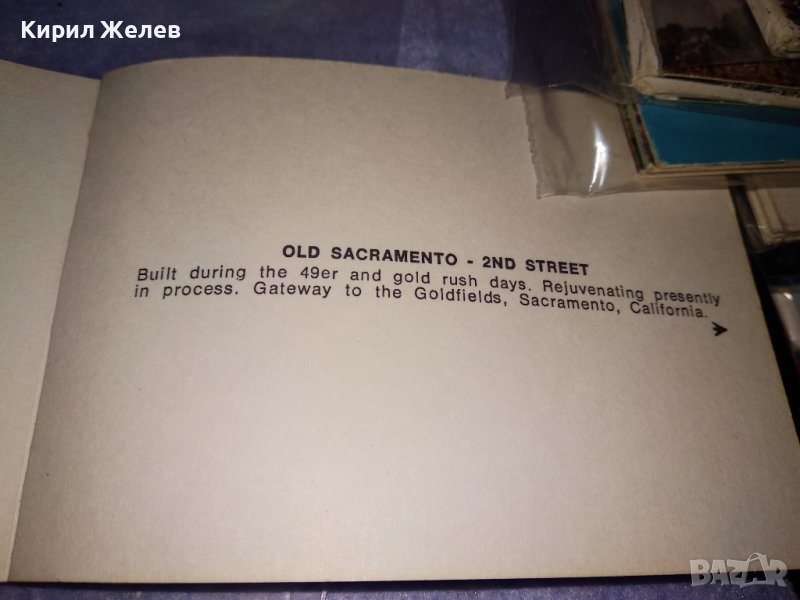 Кирил Желев
OLD SACRAMENTO - 2ND STREET
Built during the 49er and gold rush days. Rejuvenating presently
in process. Gateway to the Goldfields, Sacramento, California.
BAZAR